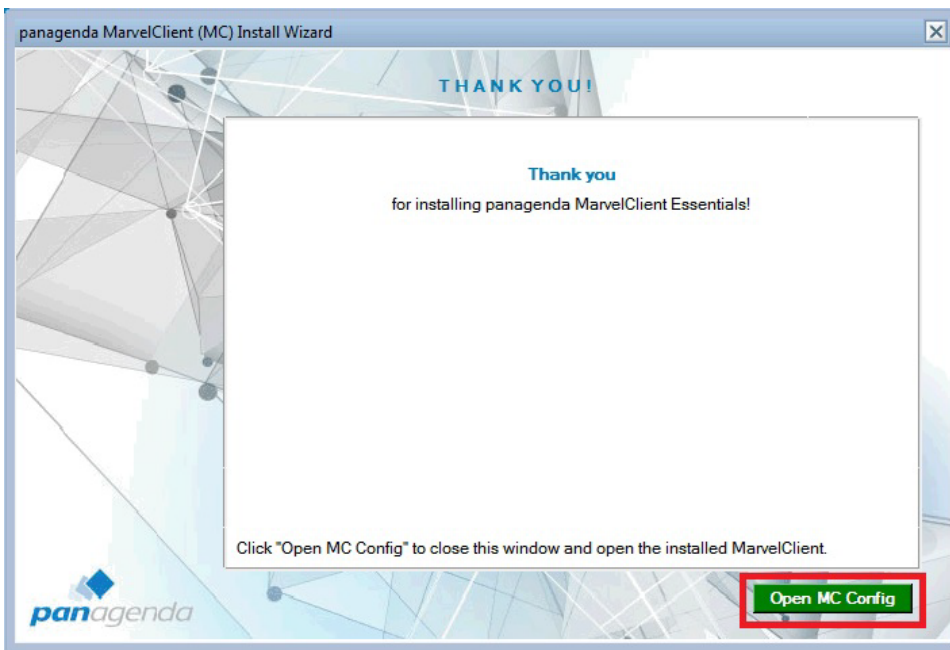 panagenda MarvelClient (MC) Install Wizard
THANK YOU!
Thank you
for installing panagenda MarvelClient Essentials!
Click "Open MC Config" to close this window and open the installed MarvelClient.
panagenda
Open MC Config